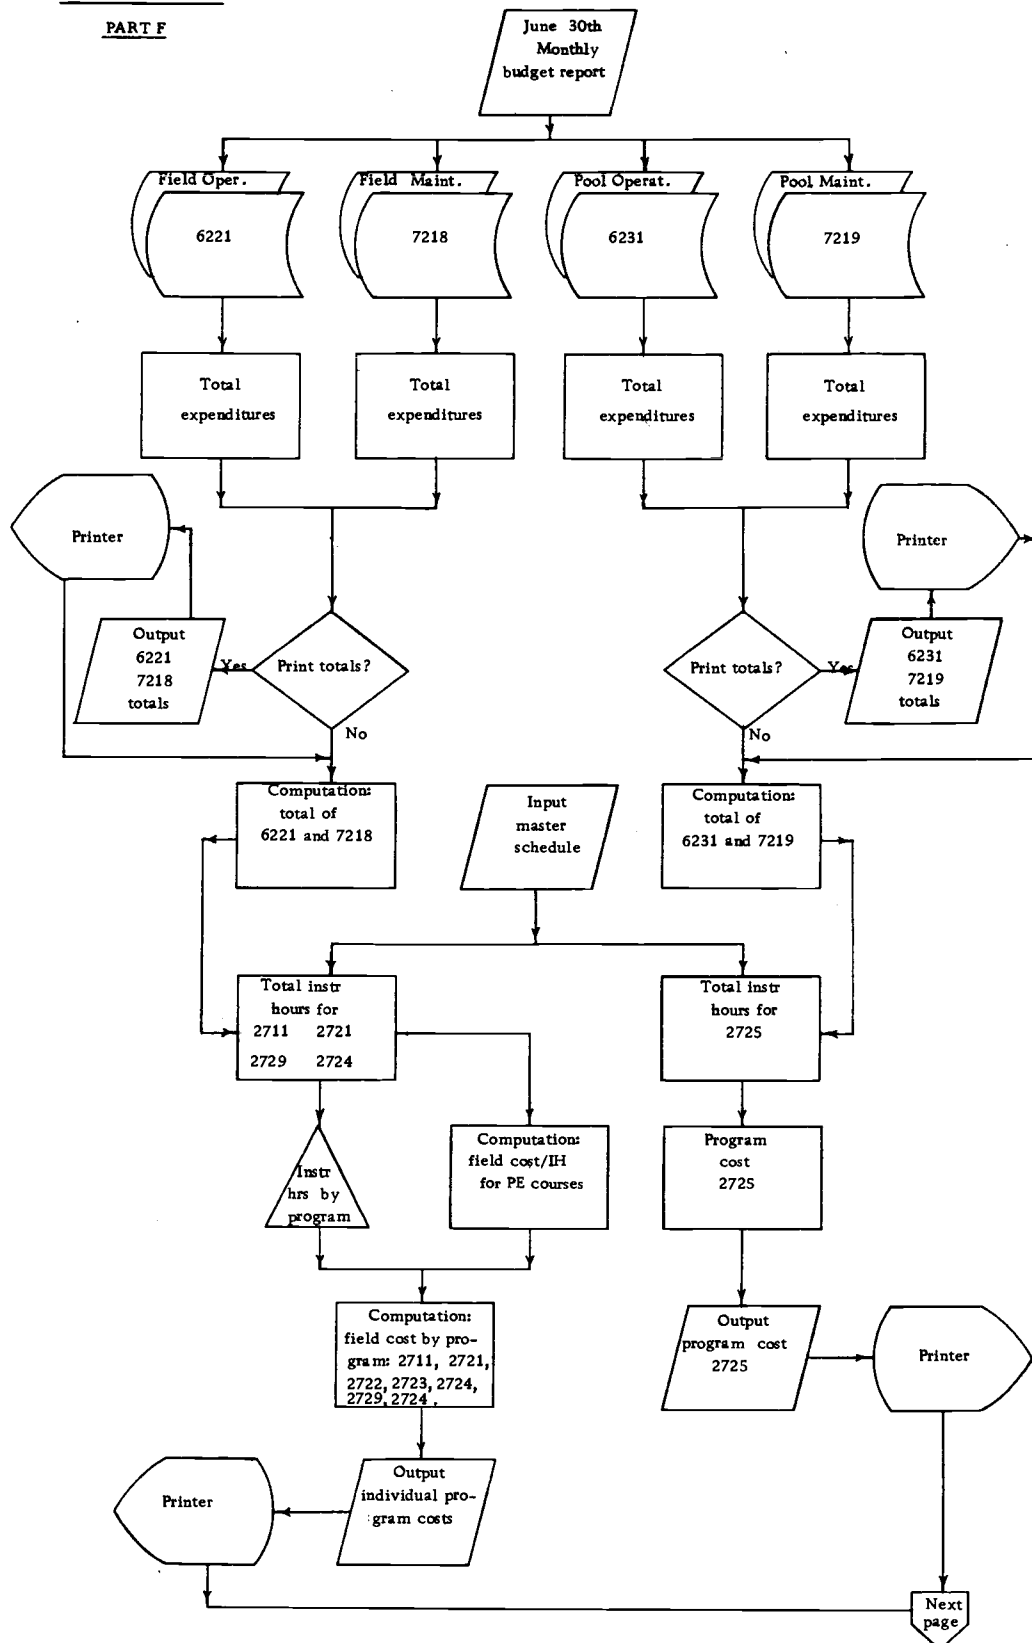 PART F
June 30th
Monthly
budget report
Field Oper.
6221
Field Maint.
7218
Pool Operat.
6231
Pool Maint.
7219
Total
expenditures
Total
expenditures
Total
expenditures
Total
expenditures
Printer
Printer
Output
6221
7218
totals
Yes
Print totals?
No
Print totals?
Yes
No
Output
6231
7219
totals
Computation:
total of
6221 and 7218
Input
master
schedule
Computation:
total of
6231 and 7219
Total instr
hours for
2711 2721
2729 2724
Total instr
hours for
2725
Instr
hrs by
program
Computation:
field cost/IH
for PE courses
Program
cost
2725
Computation:
field cost by pro-
gram: 2711, 2721,
2722, 2723, 2724,
2729, 2724 .
Output
program cost
2725
Printer
Printer
Output
individual pro-
gram costs
Next
page